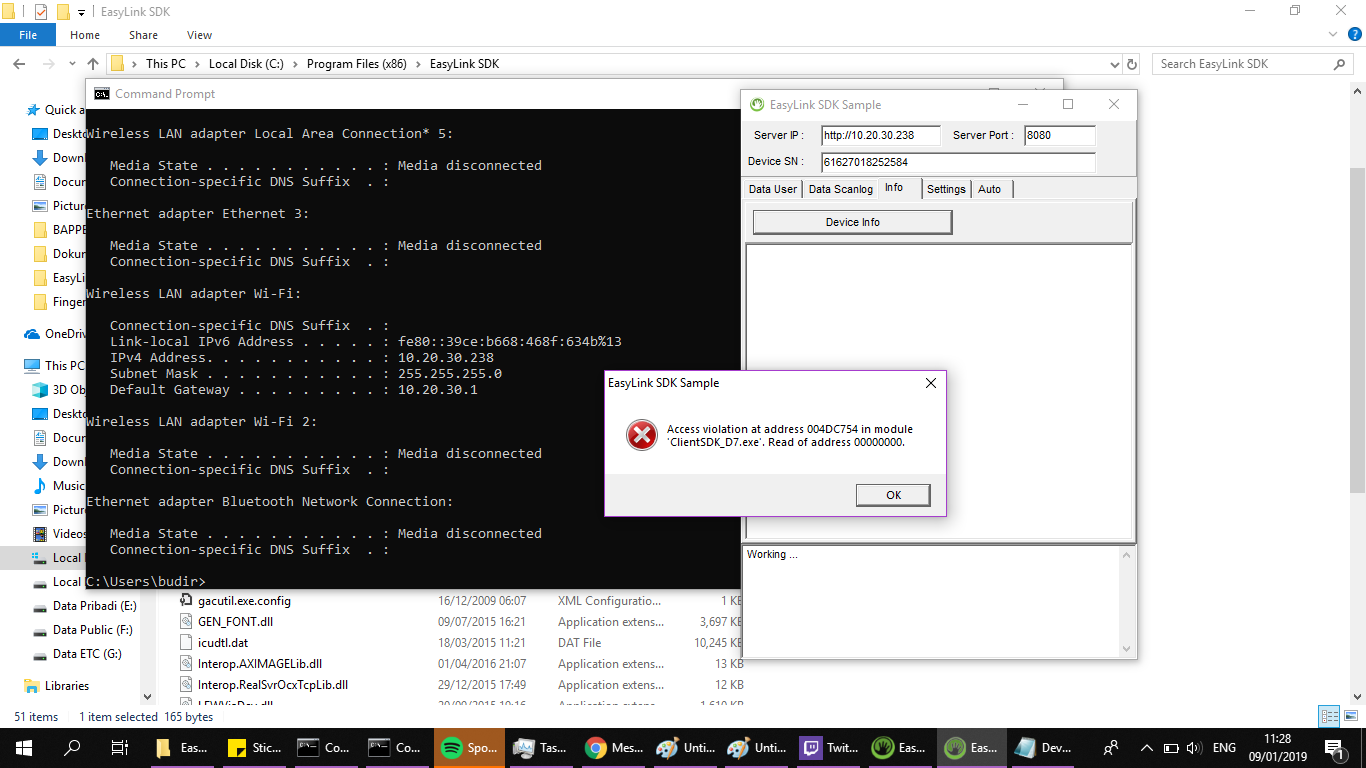 EasyLink SDK
File Home Share View
This PC Local Disk (C:) Program Files (x86) EasyLink SDK
Search EasyLink SDK
Quick a
Deskto
Down
Docur
Pictur
BAPPE
Dokur
EasyLi
Finger
OneDriv
This PC
3D Obj
Deskto
Docur
Downl
Music
Pictur
Videos
Local
Local
Data Pribadi (E:)
Data Public (F:)
Data ETC (G:)
Libraries
Command Prompt
Wireless LAN adapter Local Area Connection* 5:
Media State . . . . . . . . . . . : Media disconnected
Connection-specific DNS Suffix . :
Ethernet adapter Ethernet 3:
Media State . . . . . . . . . . . : Media disconnected
Connection-specific DNS Suffix . :
Wireless LAN adapter Wi-Fi:
Connection-specific DNS Suffix . :
Link-local IPv6 Address . . . . . : fe80::39ce:b668:468f:634b%13
IPv4 Address. . . . . . . . . . . : 10.20.30.238
Subnet Mask . . . . . . . . . . . : 255.255.255.0
Default Gateway . . . . . . . . . : 10.20.30.1
Wireless LAN adapter Wi-Fi 2:
Media State . . . . . . . . . . . : Media disconnected
Connection-specific DNS Suffix . :
Ethernet adapter Bluetooth Network Connection:
Media State . . . . . . . . . . . : Media disconnected
Connection-specific DNS Suffix . :
C:\Users\budir>
EasyLink SDK Sample
Server IP : http://10.20.30.238 Server Port : 8080
Device SN : 61627018252584
Data User Data Scanlog Info Settings Auto
Device Info
EasyLink SDK Sample
Access violation at address 004DC754 in module
'ClientSDK_D7.exe'. Read of address 00000000.
OK
Working ...
gacutil.exe.config 16/12/2009 06:07 XML Configuratio... 1 KB
GEN_FONT.dll 09/07/2015 16:21 Application extens... 3,697 KB
icudtl.dat 18/03/2015 11:21 DAT File 10,245 KB
Interop.AXIMAGELib.dll 01/04/2016 21:07 Application extens... 13 KB
Interop.RealSvrOcxTcpLib.dll 29/12/2015 17:49 Application extens... 12 KB
51 items 1 item selected 165 bytes
Eas... Stic... Co... Co... Spo... Tas... Mes... Unti... Unti... Twit... Eas... Eas... Dev...
ENG
11:28
09/01/2019
1